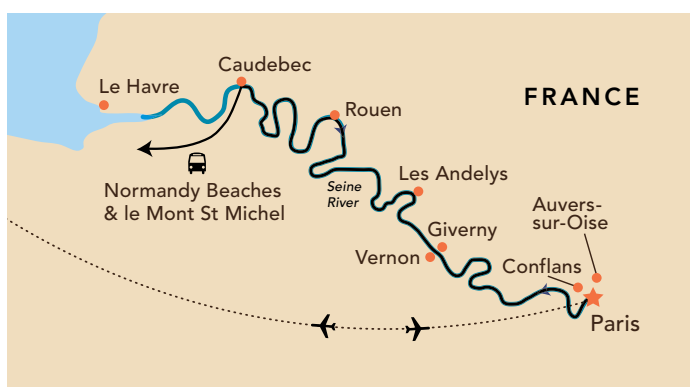 Caudebec
Le Havre
FRANCE
Rouen
Normandy Beaches
& le Mont St Michel
Seine
River
Les Andelys
Auvers-
sur-Oise
Giverny
Vernon
Conflans
Paris